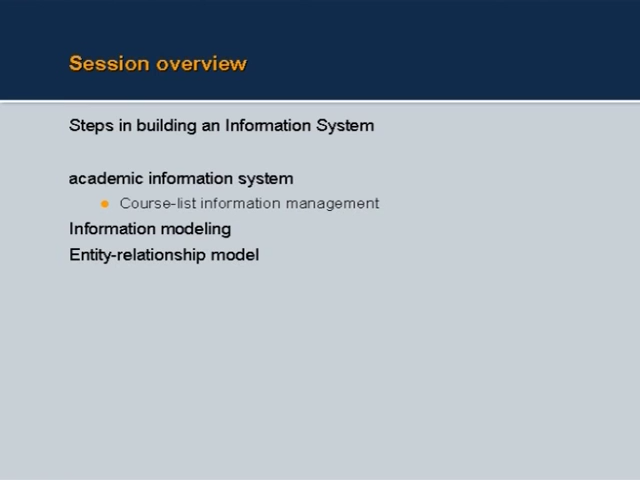 Session overview
Steps in building an Information System
academic information system
Course-list information management
Information modeling
Entity-relationship model